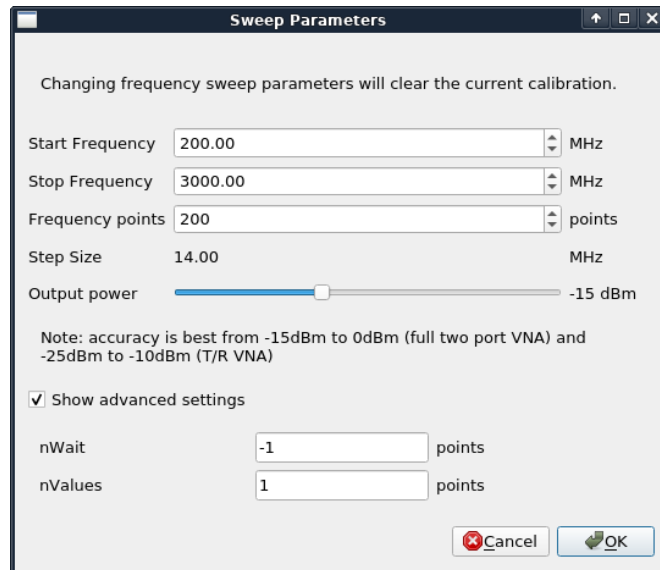 Sweep Parameters
Changing frequency sweep parameters will clear the current calibration.
Start Frequency 200.00 MHz
Stop Frequency 3000.00 MHz
Frequency points 200 points
Step Size 14.00 MHz
Output power -15 dBm
Note: accuracy is best from -15dBm to 0dBm (full two port VNA) and
-25dBm to -10dBm (T/R VNA)
Show advanced settings
nWait -1 points
nValues 1 points
Cancel OK